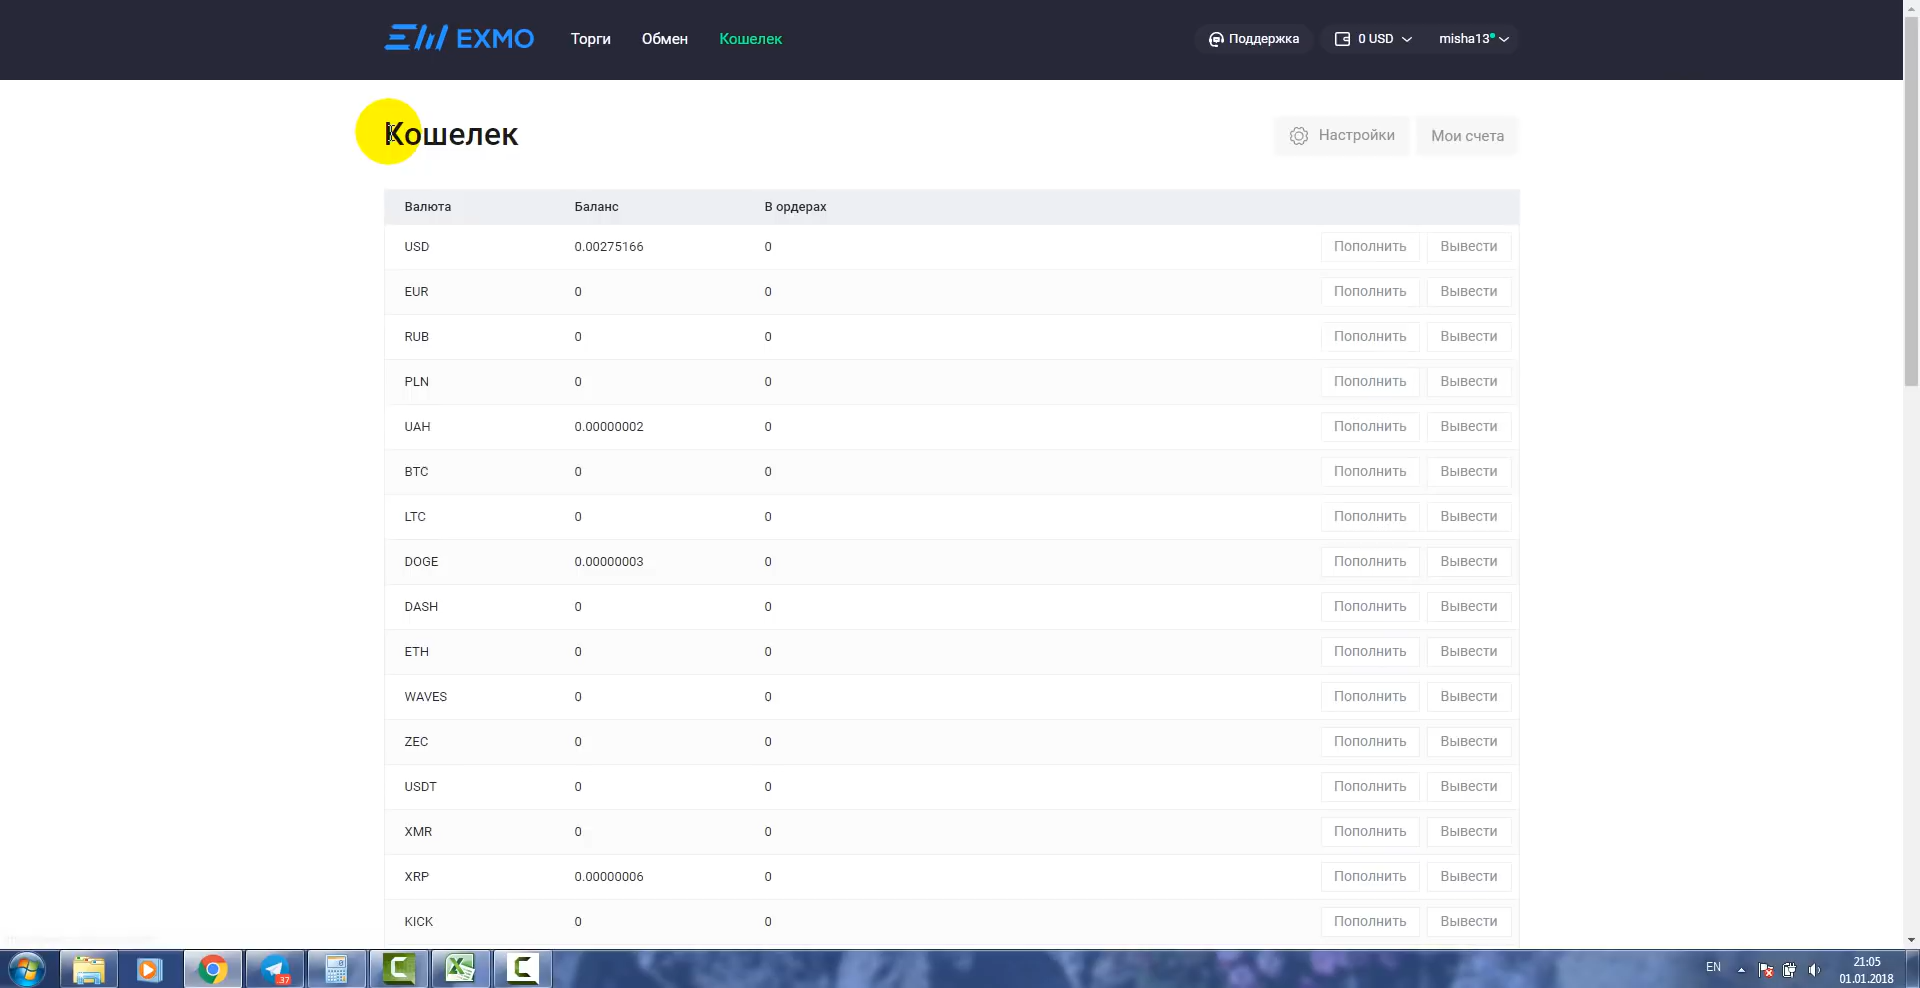 EXMO Торги Обмен Кошелек Поддержка 0 USD misha13
Кошелек Настройки Мои счета
Валюта Баланс В ордерах
USD 0.00275166 0 Пополнить Вывести
EUR 0 0 Пополнить Вывести
RUB 0 0 Пополнить Вывести
PLN 0 0 Пополнить Вывести
UAH 0.00000002 0 Пополнить Вывести
BTC 0 0 Пополнить Вывести
LTC 0 0 Пополнить Вывести
DOGE 0.00000003 0 Пополнить Вывести
DASH 0 0 Пополнить Вывести
ETH 0 0 Пополнить Вывести
WAVES 0 0 Пополнить Вывести
ZEC 0 0 Пополнить Вывести
USDT 0 0 Пополнить Вывести
XMR 0 0 Пополнить Вывести
XRP 0.00000006 0 Пополнить Вывести
KICK 0 0 Пополнить Вывести
37 EN 21:05
01.01.2018